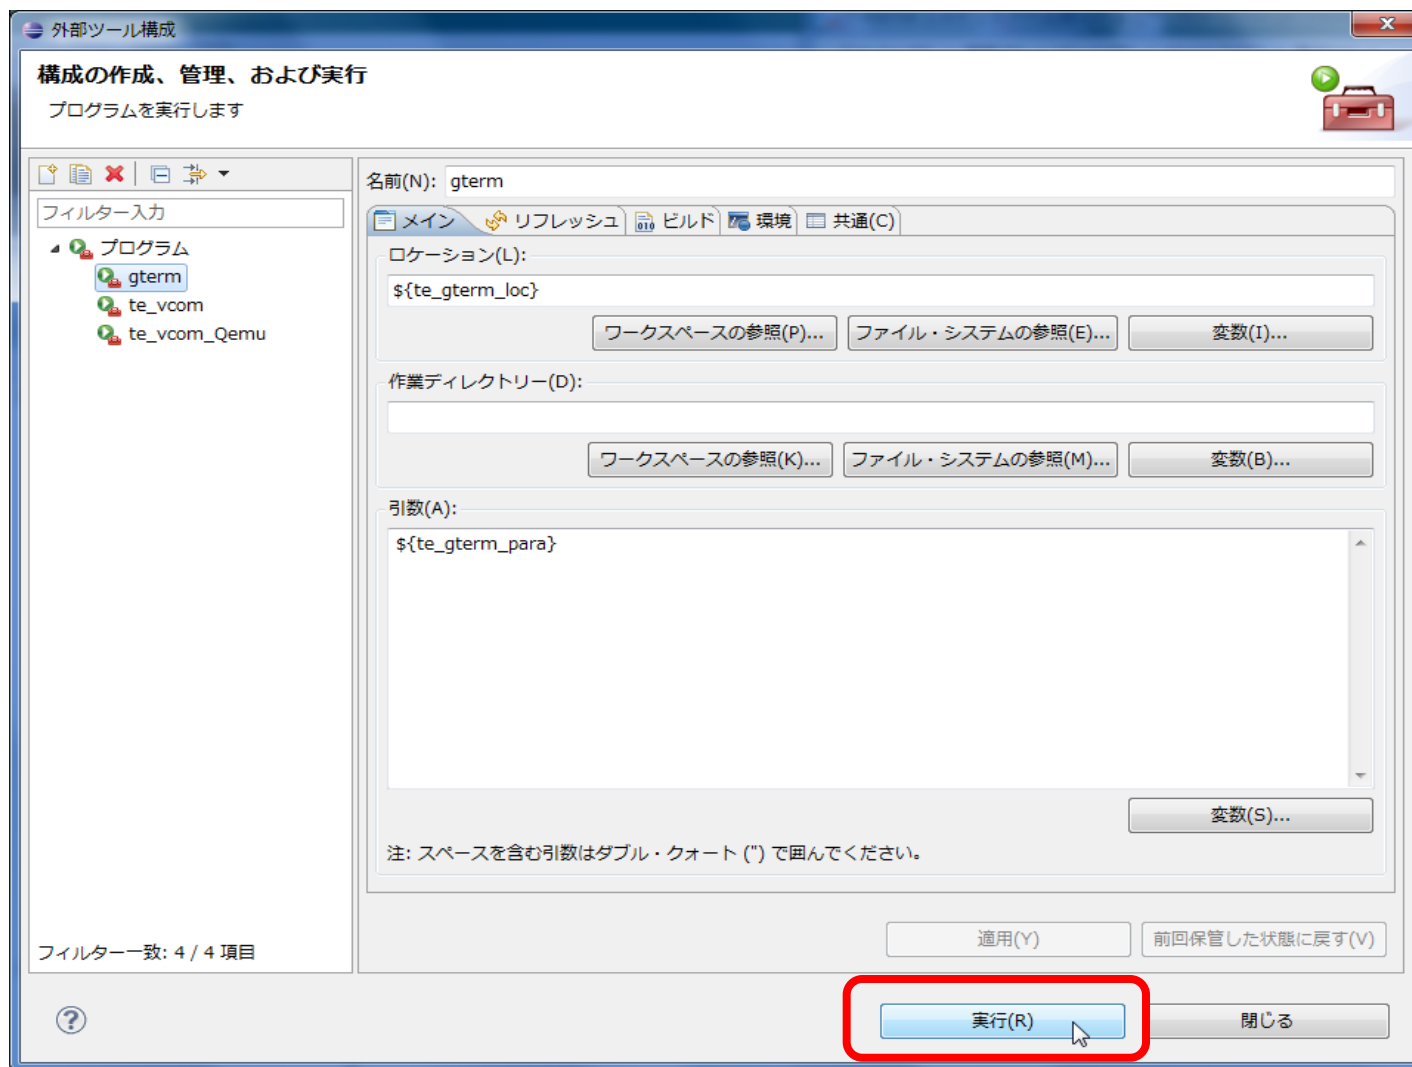 外部ツール構成
構成の作成、管理、および実行
プログラムを実行します
フィルター入力
プログラム
gterm
te_vcom
te_vcom_Qemu
フィルター一致: 4 / 4 項目
名前(N): gterm
メイン リフレッシュ ビルド 環境 共通(C)
ロケーション(L):
${te_gterm_loc}
ワークスペースの参照(P)... ファイル・システムの参照(E)... 変数(I)...
作業ディレクトリー(D):
ワークスペースの参照(K)... ファイル・システムの参照(M)... 変数(B)...
引数(A):
${te_gterm_para}
変数(S)...
注: スペースを含む引数はダブル・クォート (") で囲んでください。
適用(Y) 前回保管した状態に戻す(V)
実行(R) 閉じる